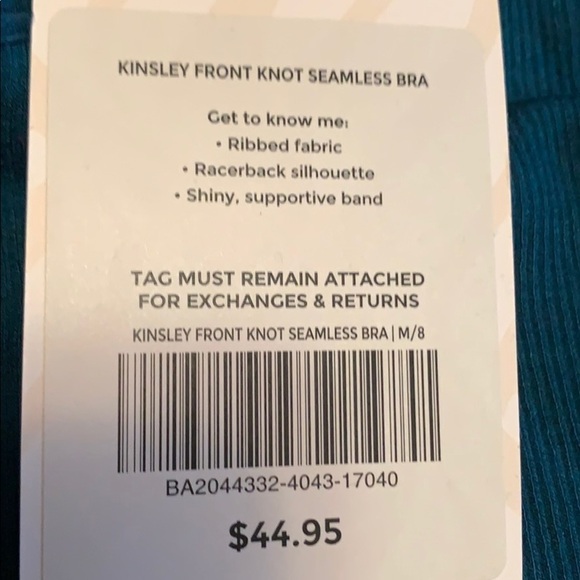 KINSLEY FRONT KNOT SEAMLESS BRA
Get to know me:
• Ribbed fabric
• Racerback silhouette
• Shiny, supportive band
TAG MUST REMAIN ATTACHED
FOR EXCHANGES & RETURNS
KINSLEY FRONT KNOT SEAMLESS BRA | M/8
BA2044332-4043-17040
$44.95